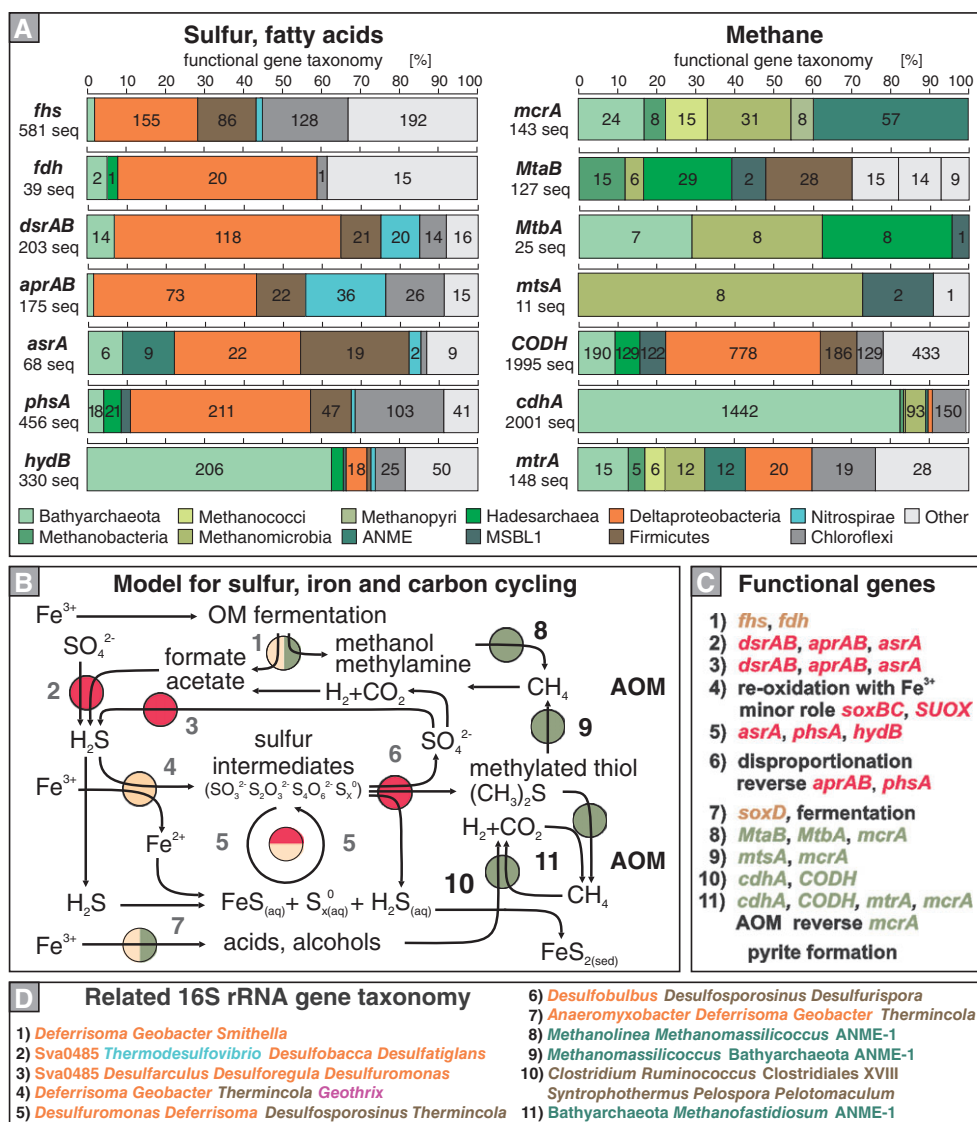 A
Sulfur, fatty acids
functional gene taxonomy [%]
0 10 20 30 40 50 60 70 80 90 100
fhs
581 seq
155 86 128 192
fdh
39 seq
2 1 20 1 15
dsrAB
203 seq
14 118 21 20 14 16
aprAB
175 seq
73 22 36 26 15
asrA
68 seq
6 9 22 19 2 9
phsA
456 seq
18 21 211 47 103 41
hydB
330 seq
206 18 25 50
Methane
functional gene taxonomy [%]
0 10 20 30 40 50 60 70 80 90 100
mcrA
143 seq
24 8 15 31 8 57
MtaB
127 seq
15 6 29 2 28 15 14 9
MtbA
25 seq
7 8 8 1
mtsA
11 seq
8 2 1
CODH
1995 seq
190 129 122 778 186 129 433
cdhA
2001 seq
1442 93 150
mtrA
148 seq
15 5 6 12 12 20 19 28
Bathyarchaeota Methanococci Methanopyri Hadesarchaea Deltaproteobacteria Nitrospirae Other
Methanobacteria Methanomicrobia ANME MSBL1 Firmicutes Chloroflexi
B
Model for sulfur, iron and carbon cycling
Fe³⁺ OM fermentation
SO₄²⁻ 1 methanol 8
formate methylamine
acetate H₂+CO₂ CH₄ AOM
2 3
H₂S sulfur 6 SO₄²⁻ 9
intermediates methylated thiol
Fe³⁺ 4 (SO₃²⁻ S₂O₃²⁻ S₄O₆²⁻ Sₓ⁰) (CH₃)₂S
H₂+CO₂
Fe²⁺ 5 5 11 AOM
10
H₂S FeS(aq) + S⁰x(aq) + H₂S(aq) CH₄
7
Fe³⁺ acids, alcohols FeS₂(sed)
C
Functional genes
1) fhs, fdh
2) dsrAB, aprAB, asrA
3) dsrAB, aprAB, asrA
4) re-oxidation with Fe³⁺
minor role soxBC, SUOX
5) asrA, phsA, hydB
6) disproportionation
reverse aprAB, phsA
7) soxD, fermentation
8) MtaB, MtbA, mcrA
9) mtsA, mcrA
10) cdhA, CODH
11) cdhA, CODH, mtrA, mcrA
AOM reverse mcrA
pyrite formation
D
Related 16S rRNA gene taxonomy
1) Deferrisoma Geobacter Smithella
2) Sva0485 Thermodesulfovibrio Desulfobacca Desulfatiglans
3) Sva0485 Desulfarculus Desulforegula Desulfuromonas
4) Deferrisoma Geobacter Thermincola Geothrix
5) Desulfuromonas Deferrisoma Desulfosporosinus Thermincola
6) Desulfobulbus Desulfosporosinus Desulfurispora
7) Anaeromyxobacter Deferrisoma Geobacter Thermincola
8) Methanolinea Methanomassilicoccus ANME-1
9) Methanomassilicoccus Bathyarchaeota ANME-1
10) Clostridium Ruminococcus Clostridiales XVIII
Syntrophothermus Pelospora Pelotomaculum
11) Bathyarchaeota Methanofastidiosum ANME-1